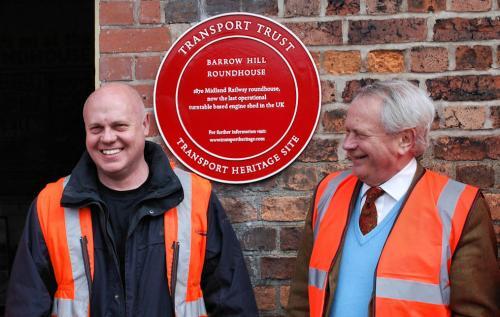 TRANSPORT TRUST
BARROW HILL
ROUNDHOUSE
1870 Midland Railway roundhouse,
now the last operational
turntable based engine shed in the UK
For further information visit:
www.transportheritage.com
TRANSPORT HERITAGE SITE